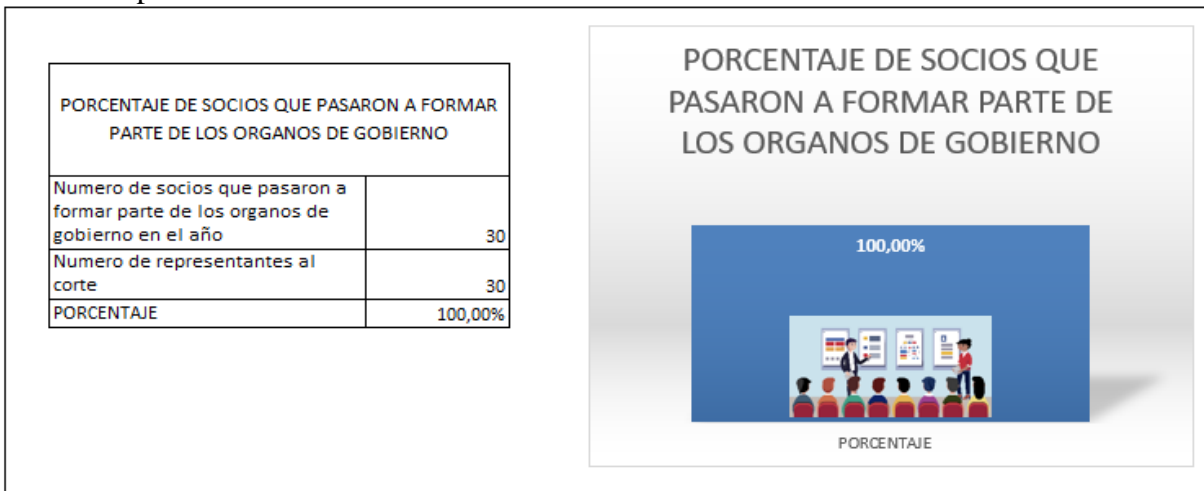 PORCENTAJE DE SOCIOS QUE PASARON A FORMAR
PARTE DE LOS ORGANOS DE GOBIERNO
Numero de socios que pasaron a
formar parte de los organos de
gobierno en el año 30
Numero de representantes al
corte 30
PORCENTAJE 100,00%
PORCENTAJE DE SOCIOS QUE
PASARON A FORMAR PARTE DE
LOS ORGANOS DE GOBIERNO
100,00%
PORCENTAJE